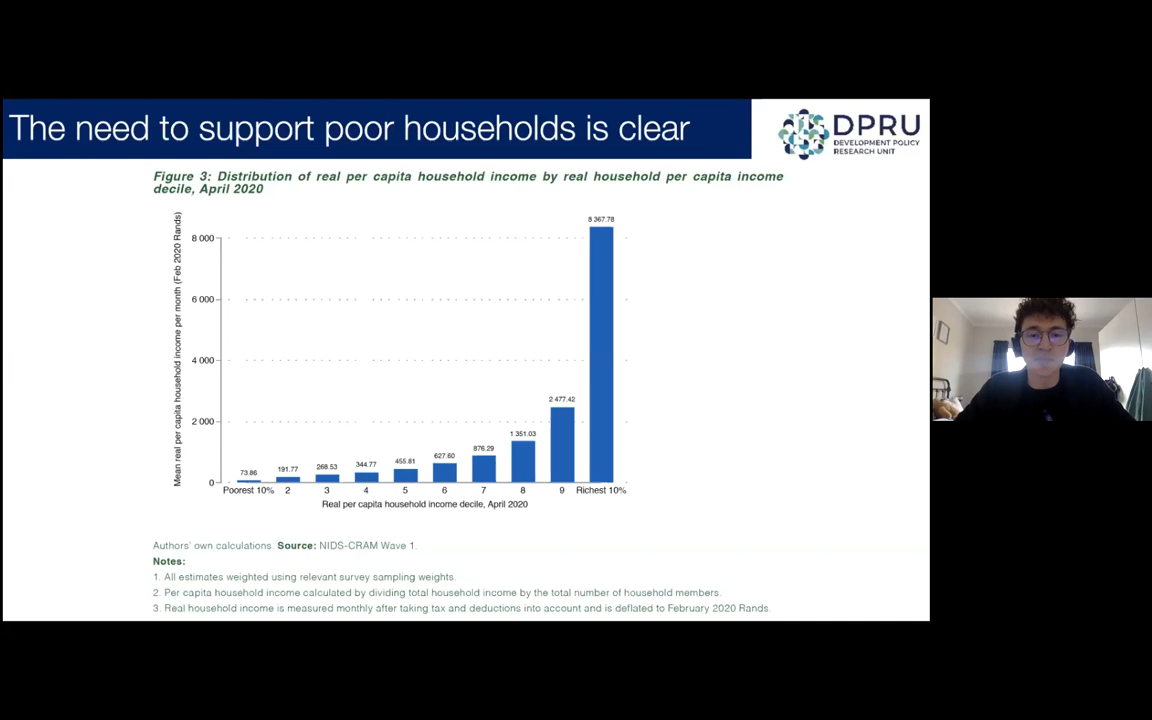 The need to support poor households is clear
DPRU
DEVELOPMENT POLICY
RESEARCH UNIT
Figure 3: Distribution of real per capita household income by real household per capita income
decile, April 2020
Mean real per capita household income per month (Feb 2020 Rands)
8 000
6 000
4 000
2 000
0
73.86
191.77
268.53
344.77
455.81
627.60
876.29
1 351.03
2 477.42
8 367.78
Poorest 10% 2 3 4 5 6 7 8 9 Richest 10%
Real per capita household income decile, April 2020
Authors' own calculations. Source: NIDS-CRAM Wave 1.
Notes:
1. All estimates weighted using relevant survey sampling weights.
2. Per capita household income calculated by dividing total household income by the total number of household members.
3. Real household income is measured monthly after taking tax and deductions into account and is deflated to February 2020 Rands.